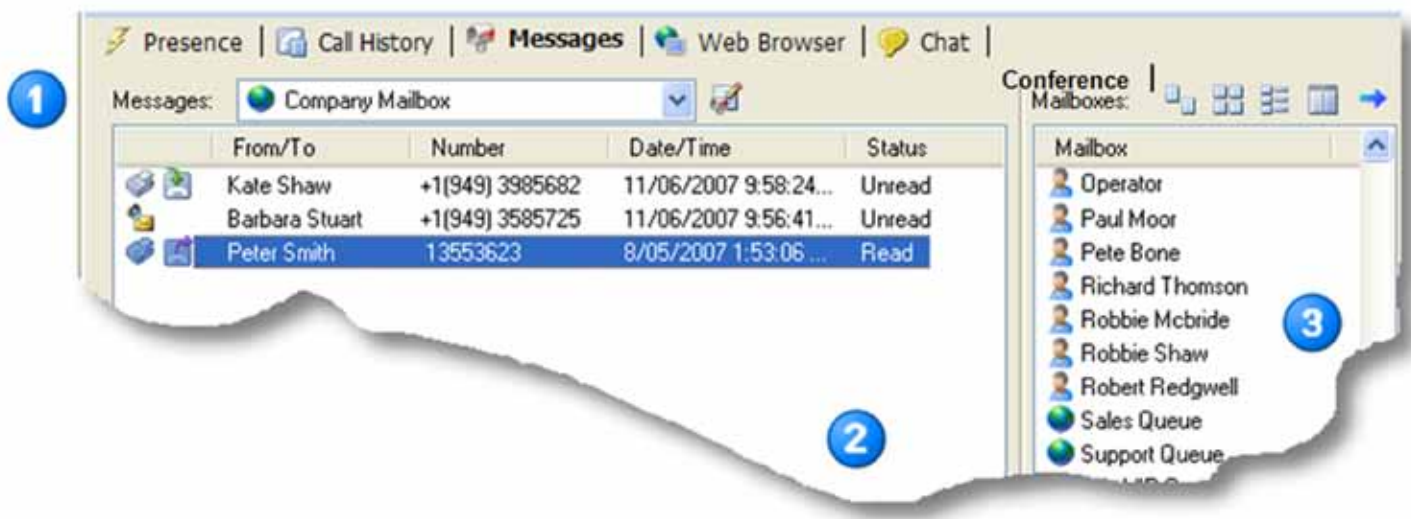 Presence | Call History | Messages | Web Browser | Chat |
Conference |
1
Messages: Company Mailbox
Mailboxes:
From/To Number Date/Time Status
Kate Shaw +1(949) 3985682 11/06/2007 9:58:24... Unread
Barbara Stuart +1(949) 3585725 11/06/2007 9:56:41... Unread
Peter Smith 13553623 8/05/2007 1:53:06 ... Read
2
Mailbox
Operator
Paul Moor
Pete Bone
Richard Thomson
Robbie Mcbride
3
Robbie Shaw
Robert Redgwell
Sales Queue
Support Queue